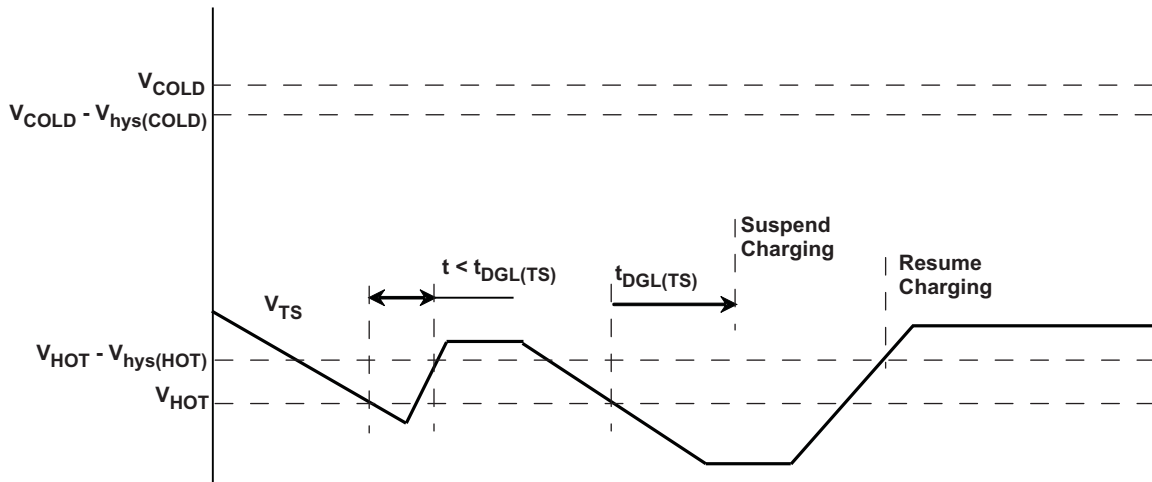 V_COLD
V_COLD - V_hys(COLD)
Suspend
Charging
t < t_DGL(TS)
t_DGL(TS)
Resume
Charging
V_TS
V_HOT - V_hys(HOT)
V_HOT